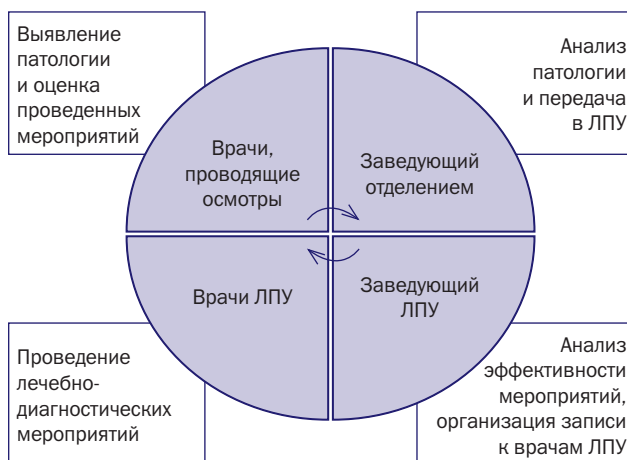 Выявление
патологии
и оценка
проведенных
мероприятий
Анализ
патологии
и передача
в ЛПУ
Врачи,
проводящие
осмотры
Заведующий
отделением
Врачи ЛПУ
Заведующий
ЛПУ
Проведение
лечебно-
диагностических
мероприятий
Анализ
эффективности
мероприятий,
организация записи
к врачам ЛПУ